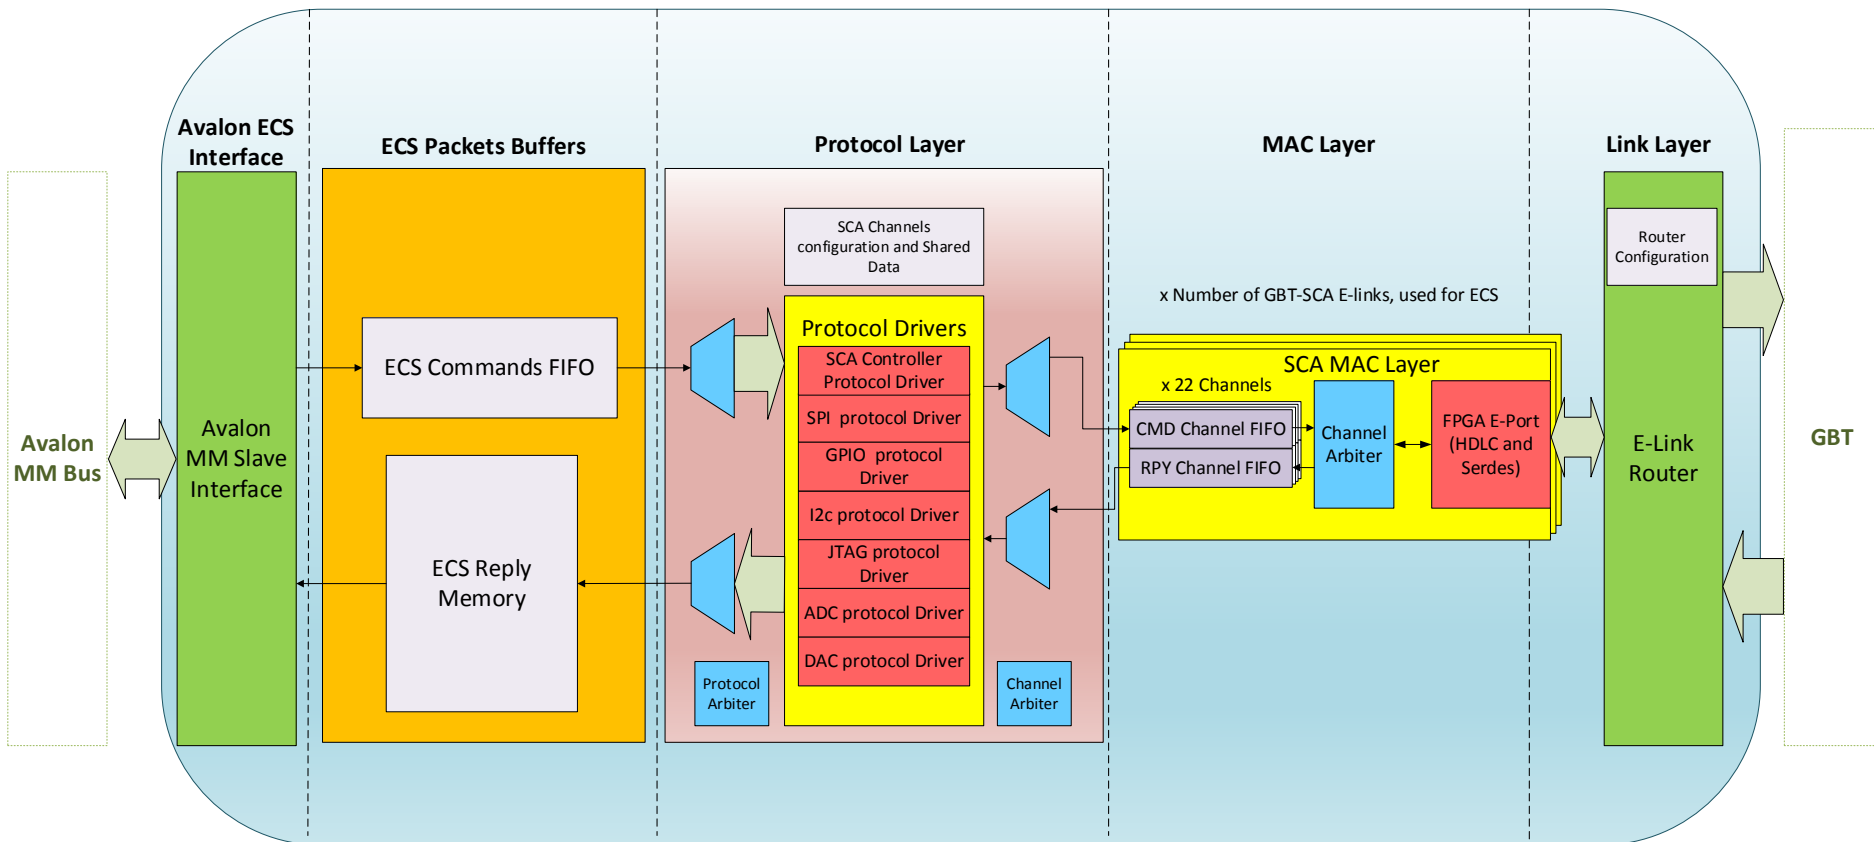 Avalon ECS
Interface
ECS Packets Buffers
Protocol Layer
MAC Layer
Link Layer
Avalon
MM Bus
Avalon
MM Slave
Interface
ECS Commands FIFO
ECS Reply
Memory
SCA Channels
configuration and Shared
Data
Protocol Drivers
SCA Controller
Protocol Driver
SPI  protocol Driver
GPIO  protocol
Driver
I2c protocol Driver
JTAG protocol
Driver
ADC protocol Driver
DAC protocol Driver
Protocol
Arbiter
Channel
Arbiter
x Number of GBT-SCA E-links, used for ECS
SCA MAC Layer
x 22 Channels
CMD Channel FIFO
RPY Channel FIFO
Channel
Arbiter
FPGA E-Port
(HDLC and
Serdes)
Router
Configuration
E-Link
Router
GBT